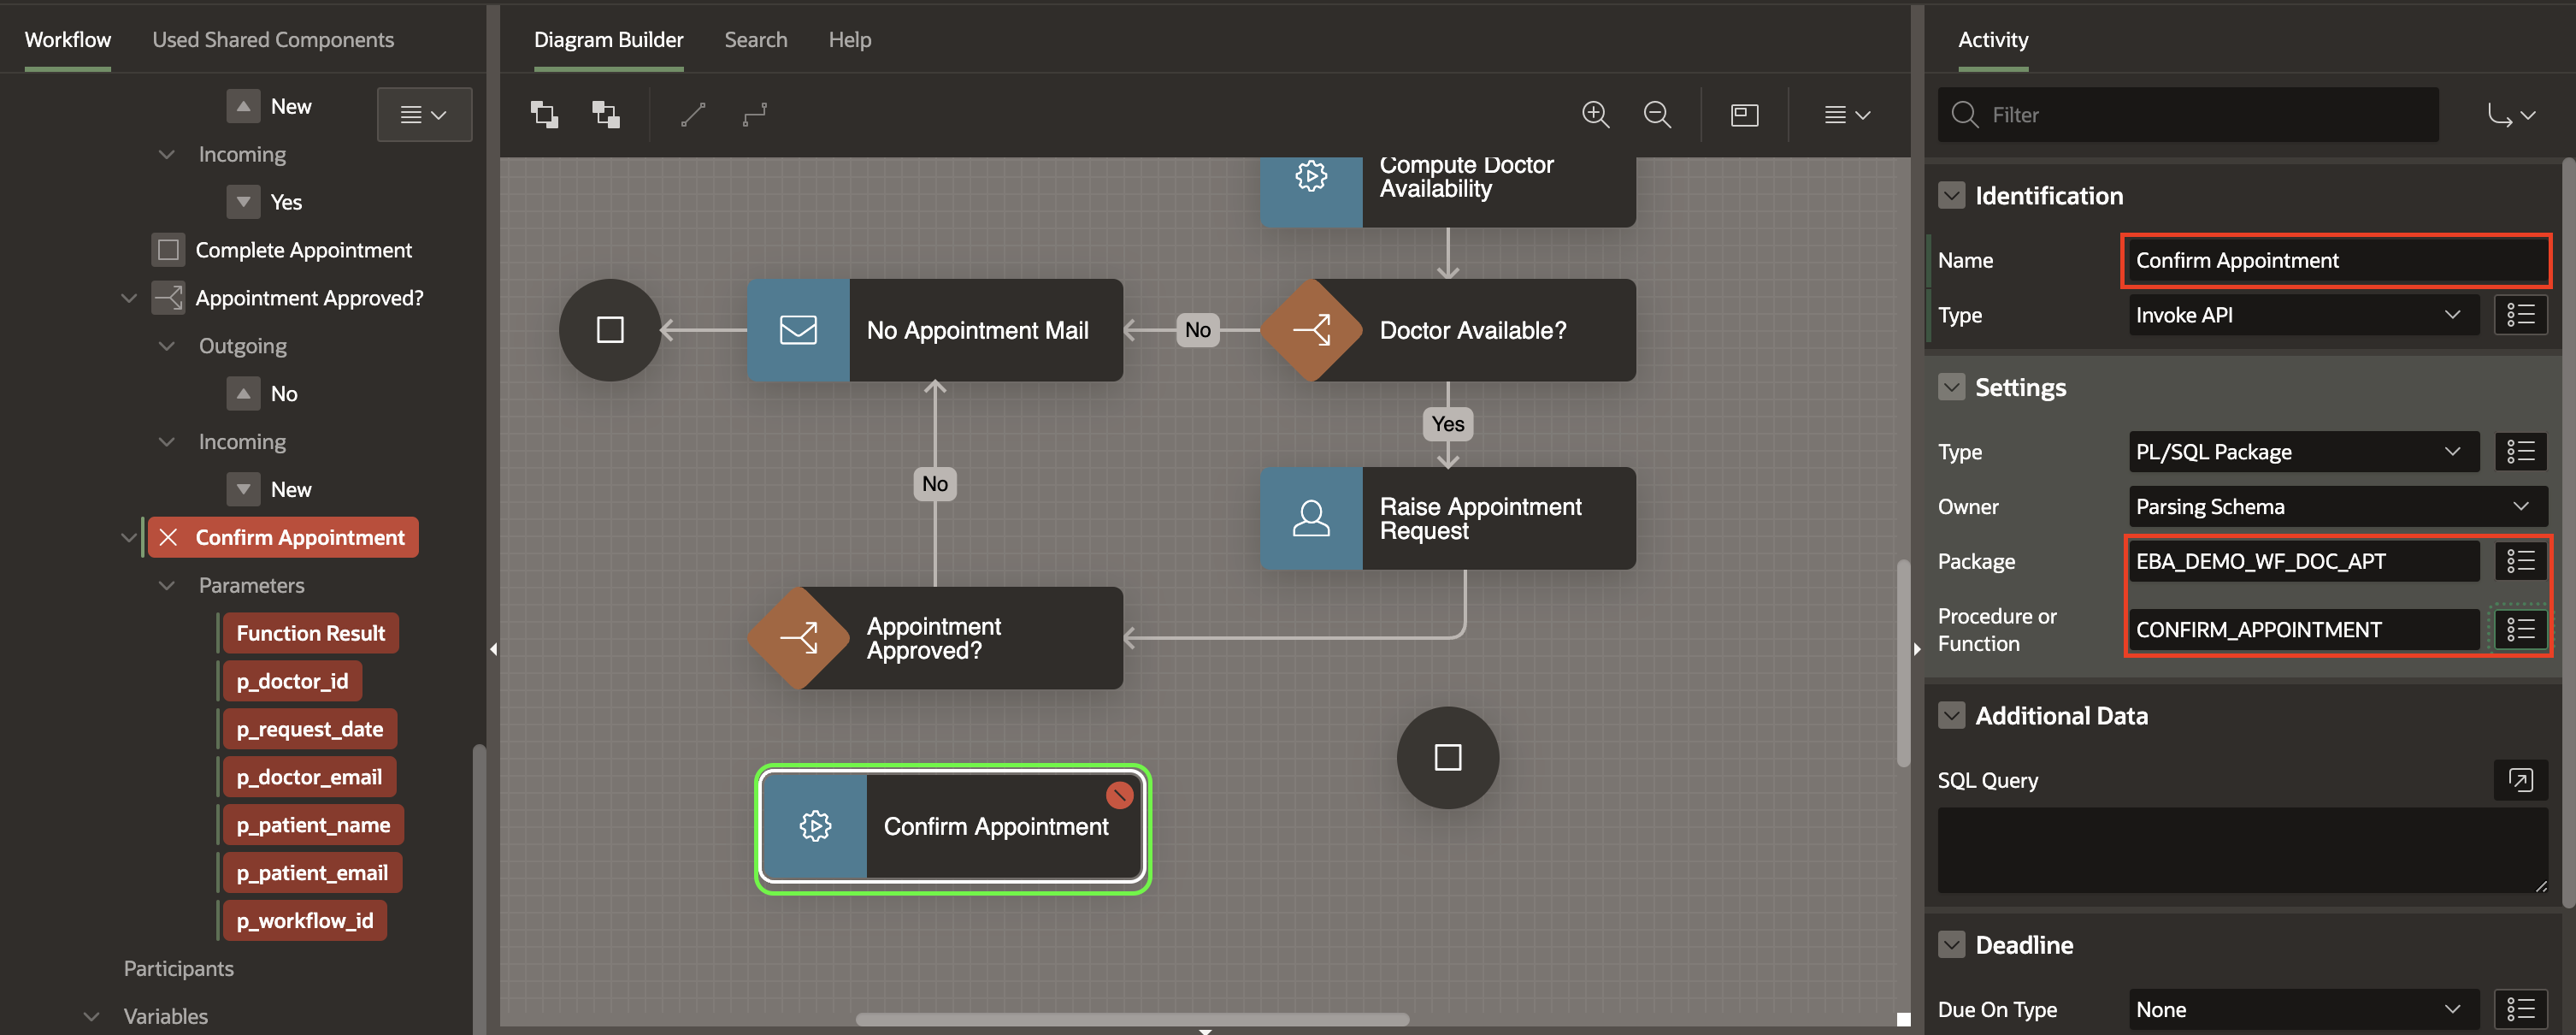 Workflow
Used Shared Components
New
Incoming
Yes
Complete Appointment
Appointment Approved?
Outgoing
No
Incoming
New
Confirm Appointment
Parameters
Function Result
p_doctor_id
p_request_date
p_doctor_email
p_patient_name
p_patient_email
p_workflow_id
Participants
Variables
Diagram Builder
Search
Help
Compute Doctor
Availability
No Appointment Mail
No
Doctor Available?
Yes
No
Raise Appointment
Request
Appointment
Approved?
Confirm Appointment
Activity
Filter
Identification
Name
Confirm Appointment
Type
Invoke API
Settings
Type
PL/SQL Package
Owner
Parsing Schema
Package
EBA_DEMO_WF_DOC_APT
Procedure or
Function
CONFIRM_APPOINTMENT
Additional Data
SQL Query
Deadline
Due On Type
None